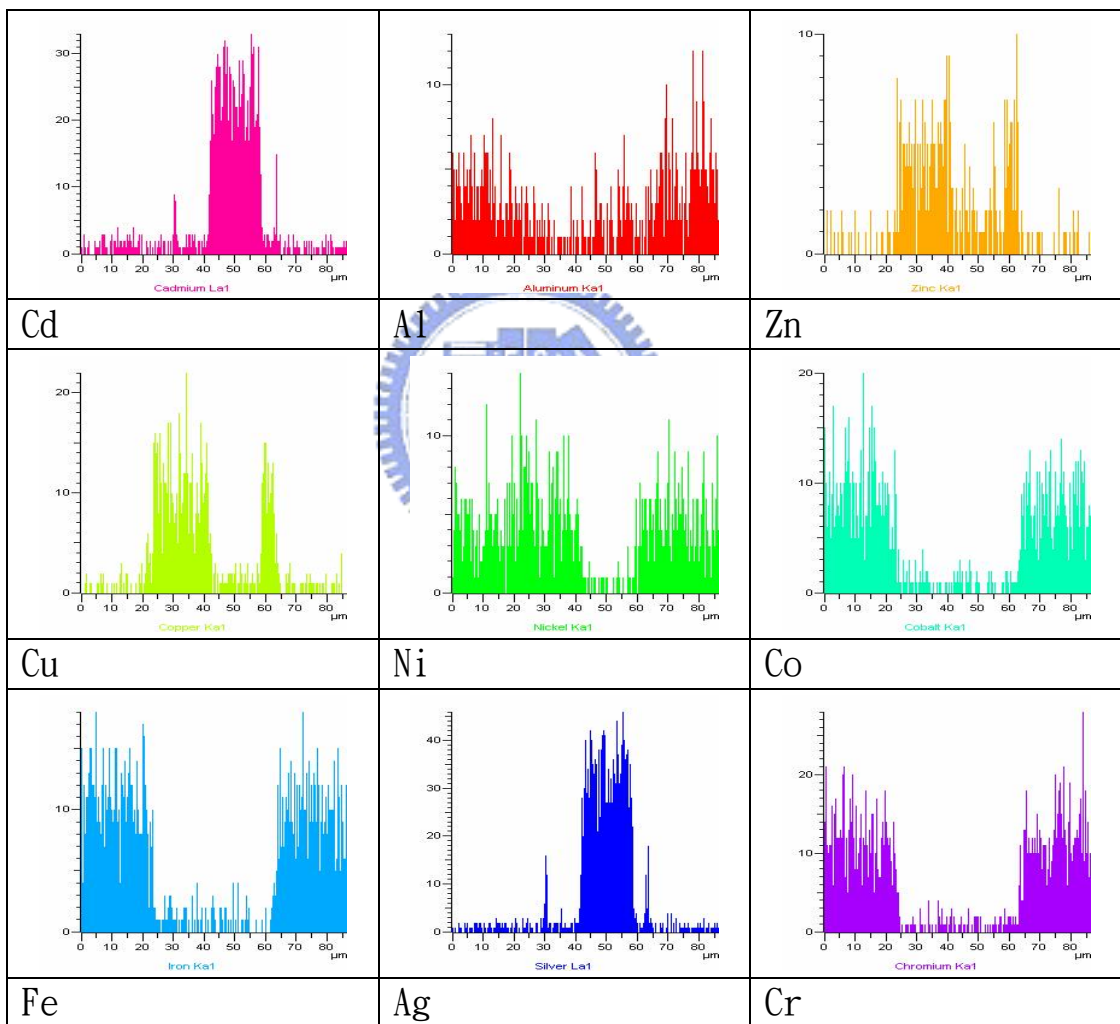 30
20
10
0
0 10 20 30 40 50 60 70 80
µm
Cadmium La1
10
0
0 10 20 30 40 50 60 70 80
µm
Aluminum Ka1
10
0
0 10 20 30 40 50 60 70 80
µm
Zinc Ka1
Cd
Al
Zn
20
10
0
0 10 20 30 40 50 60 70 80
µm
Copper Ka1
10
0
0 10 20 30 40 50 60 70 80
µm
Nickel Ka1
20
10
0
0 10 20 30 40 50 60 70 80
µm
Cobalt Ka1
Cu
Ni
Co
10
0
0 10 20 30 40 50 60 70 80
µm
Iron Ka1
40
30
20
10
0
0 10 20 30 40 50 60 70 80
µm
Silver La1
20
10
0
0 10 20 30 40 50 60 70 80
µm
Chromium Ka1
Fe
Ag
Cr